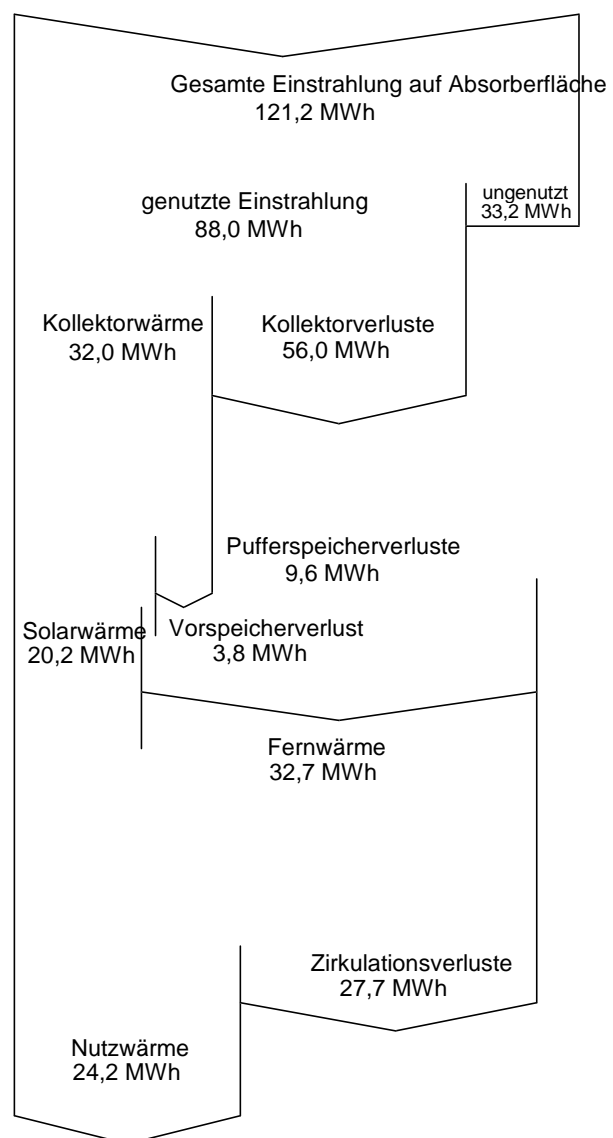 Gesamte Einstrahlung auf Absorberfläche
121,2 MWh
genutzte Einstrahlung
88,0 MWh
ungenutzt
33,2 MWh
Kollektorwärme
32,0 MWh
Kollektorverluste
56,0 MWh
Pufferspeicherverluste
9,6 MWh
Solarwärme
20,2 MWh
Vorspeicherverlust
3,8 MWh
Fernwärme
32,7 MWh
Zirkulationsverluste
27,7 MWh
Nutzwärme
24,2 MWh